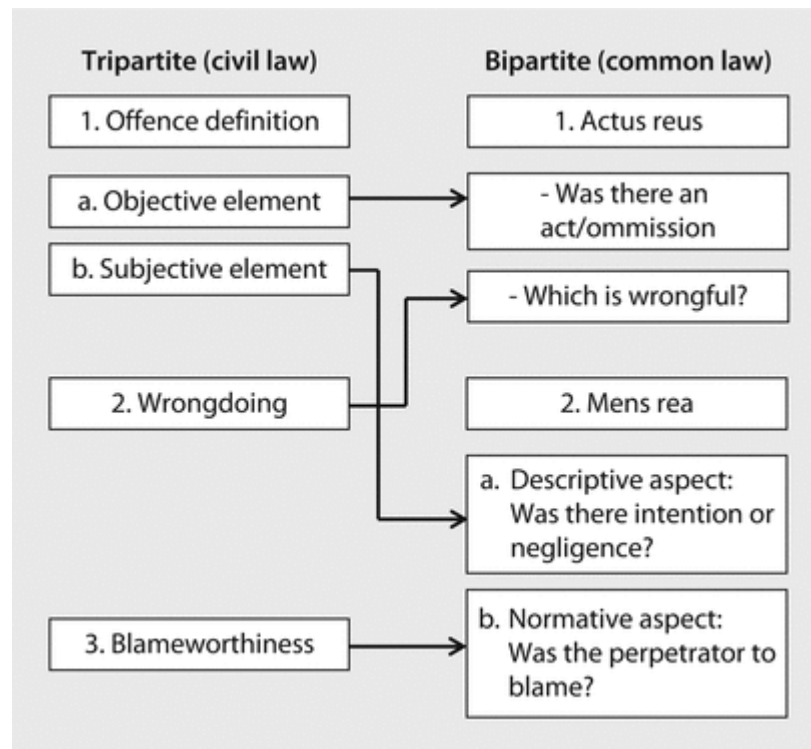 Tripartite (civil law)
1. Offence definition
a. Objective element
b. Subjective element
2. Wrongdoing
3. Blameworthiness
Bipartite (common law)
1. Actus reus
- Was there an
act/ommission
- Which is wrongful?
2. Mens rea
a. Descriptive aspect:
Was there intention or
negligence?
b. Normative aspect:
Was the perpetrator to
blame?